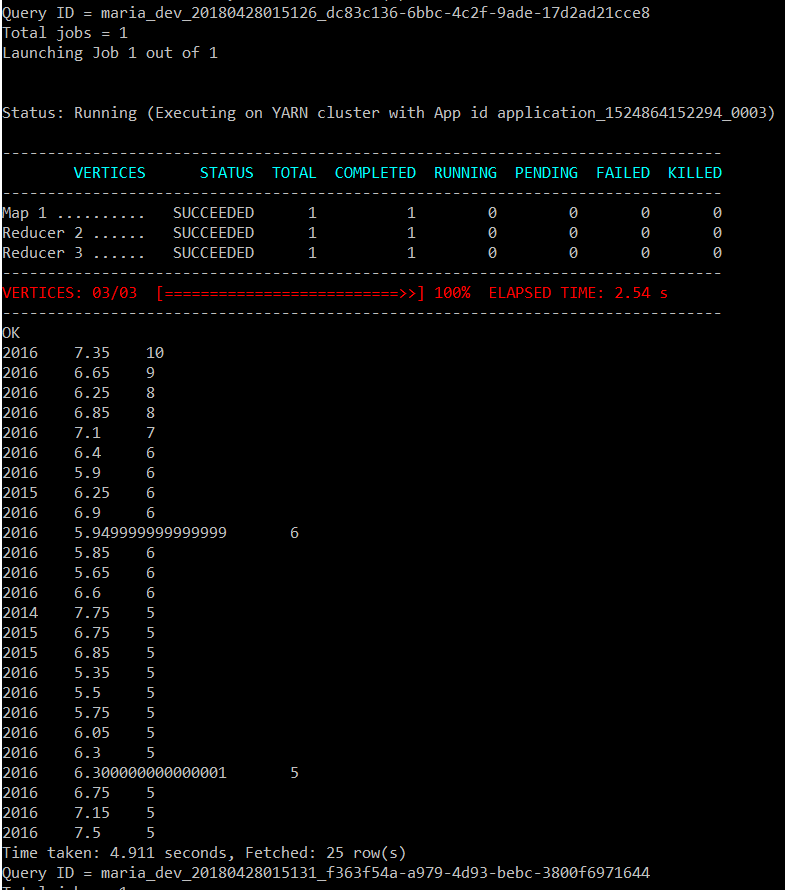 Query ID = maria_dev_20180428015126_dc83c136-6bbc-4c2f-9ade-17d2ad21cce8
Total jobs = 1
Launching Job 1 out of 1
Status: Running (Executing on YARN cluster with App id application_1524864152294_0003)
--------------------------------------------------------------------------------
        VERTICES      STATUS  TOTAL  COMPLETED  RUNNING  PENDING  FAILED  KILLED
--------------------------------------------------------------------------------
Map 1 ..........   SUCCEEDED      1          1        0        0       0       0
Reducer 2 ......   SUCCEEDED      1          1        0        0       0       0
Reducer 3 ......   SUCCEEDED      1          1        0        0       0       0
--------------------------------------------------------------------------------
VERTICES: 03/03  [==========================>>] 100%  ELAPSED TIME: 2.54 s
--------------------------------------------------------------------------------
OK
2016    7.35    10
2016    6.65    9
2016    6.25    8
2016    6.85    8
2016    7.1     7
2016    6.4     6
2016    5.9     6
2015    6.25    6
2016    6.9     6
2016    5.949999999999999       6
2016    5.85    6
2016    5.65    6
2016    6.6     6
2014    7.75    5
2015    6.75    5
2015    6.85    5
2016    5.35    5
2016    5.5     5
2016    5.75    5
2016    6.05    5
2016    6.3     5
2016    6.300000000000001       5
2016    6.75    5
2016    7.15    5
2016    7.5     5
Time taken: 4.911 seconds, Fetched: 25 row(s)
Query ID = maria_dev_20180428015131_f363f54a-a979-4d93-bebc-3800f6971644
Total jobs = 1